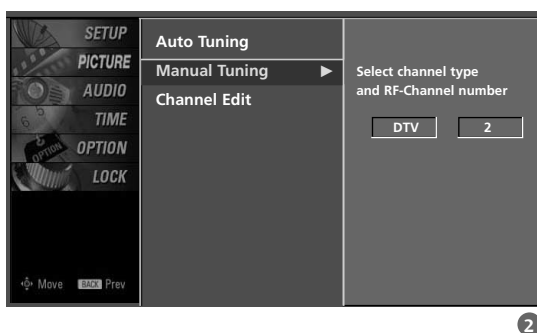 SETUP
PICTURE
AUDIO
TIME
OPTION
LOCK
Move BACK Prev
Auto Tuning
Manual Tuning ▶
Channel Edit
Select channel type
and RF-Channel number
DTV 2
2